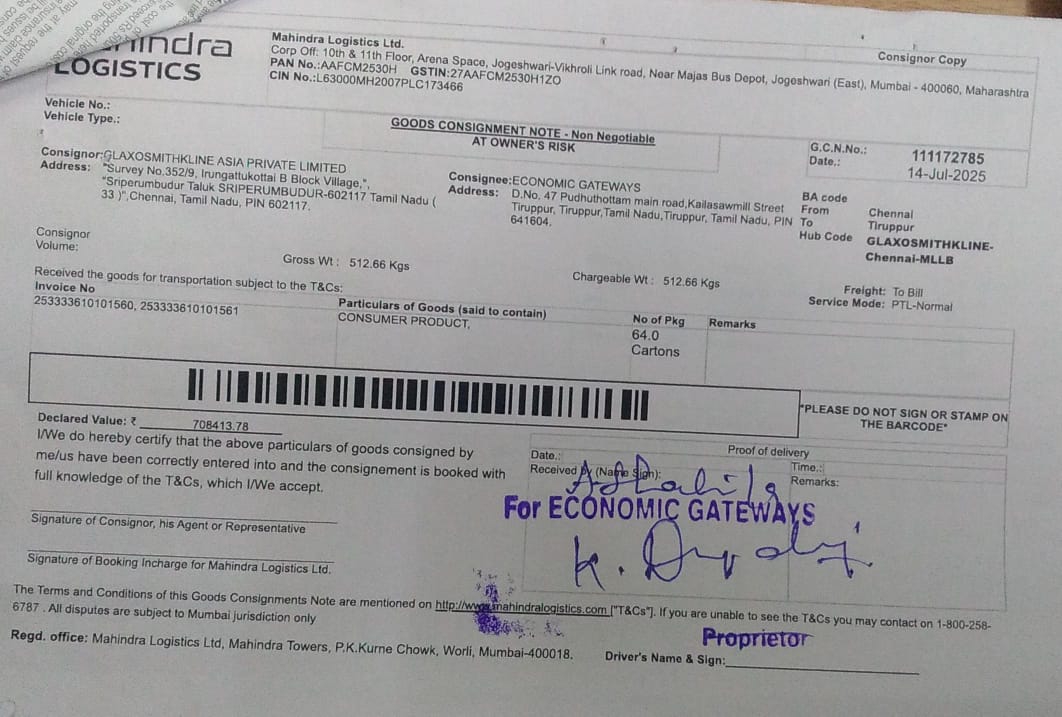 hindra
LOGISTICS
Mahindra Logistics Ltd.
Corp Off: 10th & 11th Floor, Arena Space, Jogeshwari-Vikhroli Link road, Near Majas Bus Depot, Jogeshwari (East), Mumbai - 400060, Maharashtra
PAN No.:AAFCM2530H GSTIN:27AAFCM2530H1ZO
CIN No.:L63000MH2007PLC173466
Consignor Copy
Vehicle No.:
Vehicle Type.:
GOODS CONSIGNMENT NOTE - Non Negotiable
AT OWNER'S RISK
G.C.N.No.: 111172785
Date.: 14-Jul-2025
Consignor:GLAXOSMITHKLINE ASIA PRIVATE LIMITED
Address: "Survey No.352/9, Irungattukottai B Block Village,",
"Sriperumbudur Taluk SRIPERUMBUDUR-602117 Tamil Nadu (
33 )",Chennai, Tamil Nadu, PIN 602117.
Consignee:ECONOMIC GATEWAYS
Address: D.No, 47 Pudhuthottam main road,Kailasawmill Street
Tiruppur, Tiruppur,Tamil Nadu,Tiruppur, Tamil Nadu, PIN
641604.
BA code
From Chennai
To Tiruppur
Hub Code GLAXOSMITHKLINE-
Chennai-MLLB
Consignor
Volume:
Gross Wt : 512.66 Kgs
Chargeable Wt : 512.66 Kgs
Freight: To Bill
Service Mode: PTL-Normal
Received the goods for transportation subject to the T&Cs:
Invoice No
253333610101560, 253333610101561
Particulars of Goods (said to contain)
CONSUMER PRODUCT,
No of Pkg
64.0
Cartons
Remarks
*PLEASE DO NOT SIGN OR STAMP ON
THE BARCODE*
Declared Value: ₹ 708413.78
I/We do hereby certify that the above particulars of goods consigned by
me/us have been correctly entered into and the consignement is booked with
full knowledge of the T&Cs, which I/We accept.
Proof of delivery
Date.:
Time.:
Received by (Name Sign):
Remarks:
For ECONOMIC GATEWAYS
Signature of Consignor, his Agent or Representative
Signature of Booking Incharge for Mahindra Logistics Ltd.
The Terms and Conditions of this Goods Consignments Note are mentioned on http://www.mahindralogistics.com ["T&Cs"]. If you are unable to see the T&Cs you may contact on 1-800-258-
6787 . All disputes are subject to Mumbai jurisdiction only
Proprietor
Regd. office: Mahindra Logistics Ltd, Mahindra Towers, P.K.Kurne Chowk, Worli, Mumbai-400018.
Driver's Name & Sign: